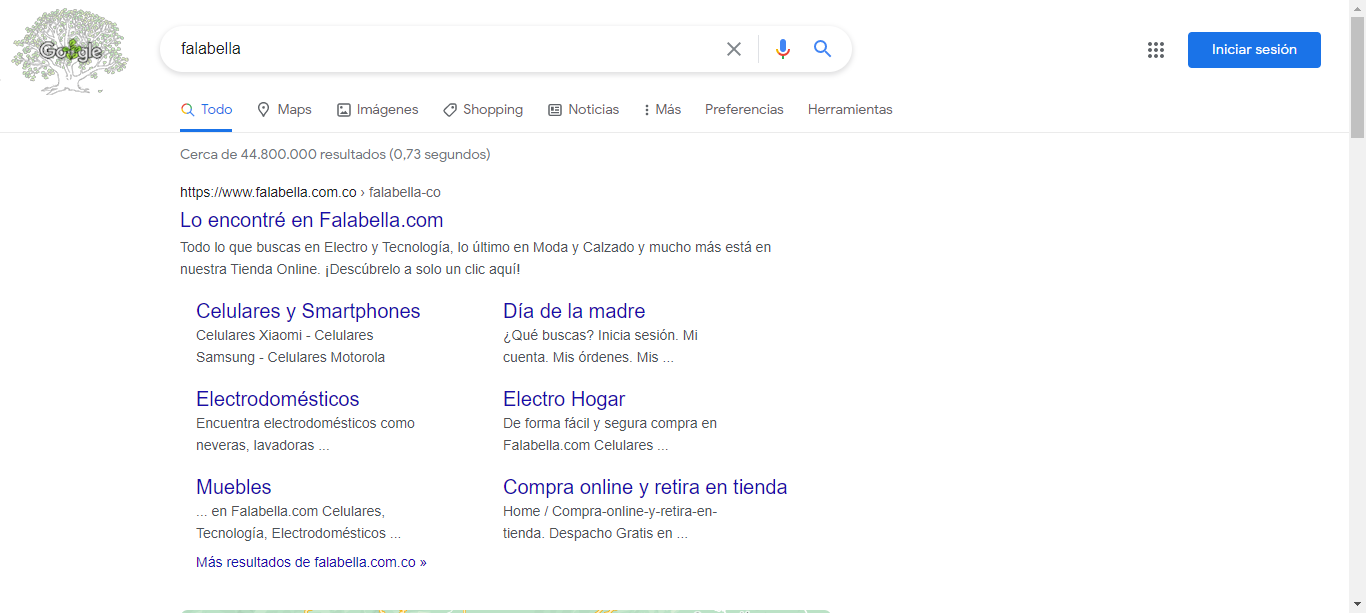 Google
falabella
Iniciar sesión
Todo
Maps
Imágenes
Shopping
Noticias
Más
Preferencias
Herramientas
Cerca de 44.800.000 resultados (0,73 segundos)
https://www.falabella.com.co › falabella-co
Lo encontré en Falabella.com
Todo lo que buscas en Electro y Tecnología, lo último en Moda y Calzado y mucho más está en
nuestra Tienda Online. ¡Descúbrelo a solo un clic aquí!
Celulares y Smartphones
Celulares Xiaomi - Celulares
Samsung - Celulares Motorola
Día de la madre
¿Qué buscas? Inicia sesión. Mi
cuenta. Mis órdenes. Mis ...
Electrodomésticos
Encuentra electrodomésticos como
neveras, lavadoras ...
Electro Hogar
De forma fácil y segura compra en
Falabella.com Celulares ...
Muebles
... en Falabella.com Celulares,
Tecnología, Electrodomésticos ...
Compra online y retira en tienda
Home / Compra-online-y-retira-en-
tienda. Despacho Gratis en ...
Más resultados de falabella.com.co »